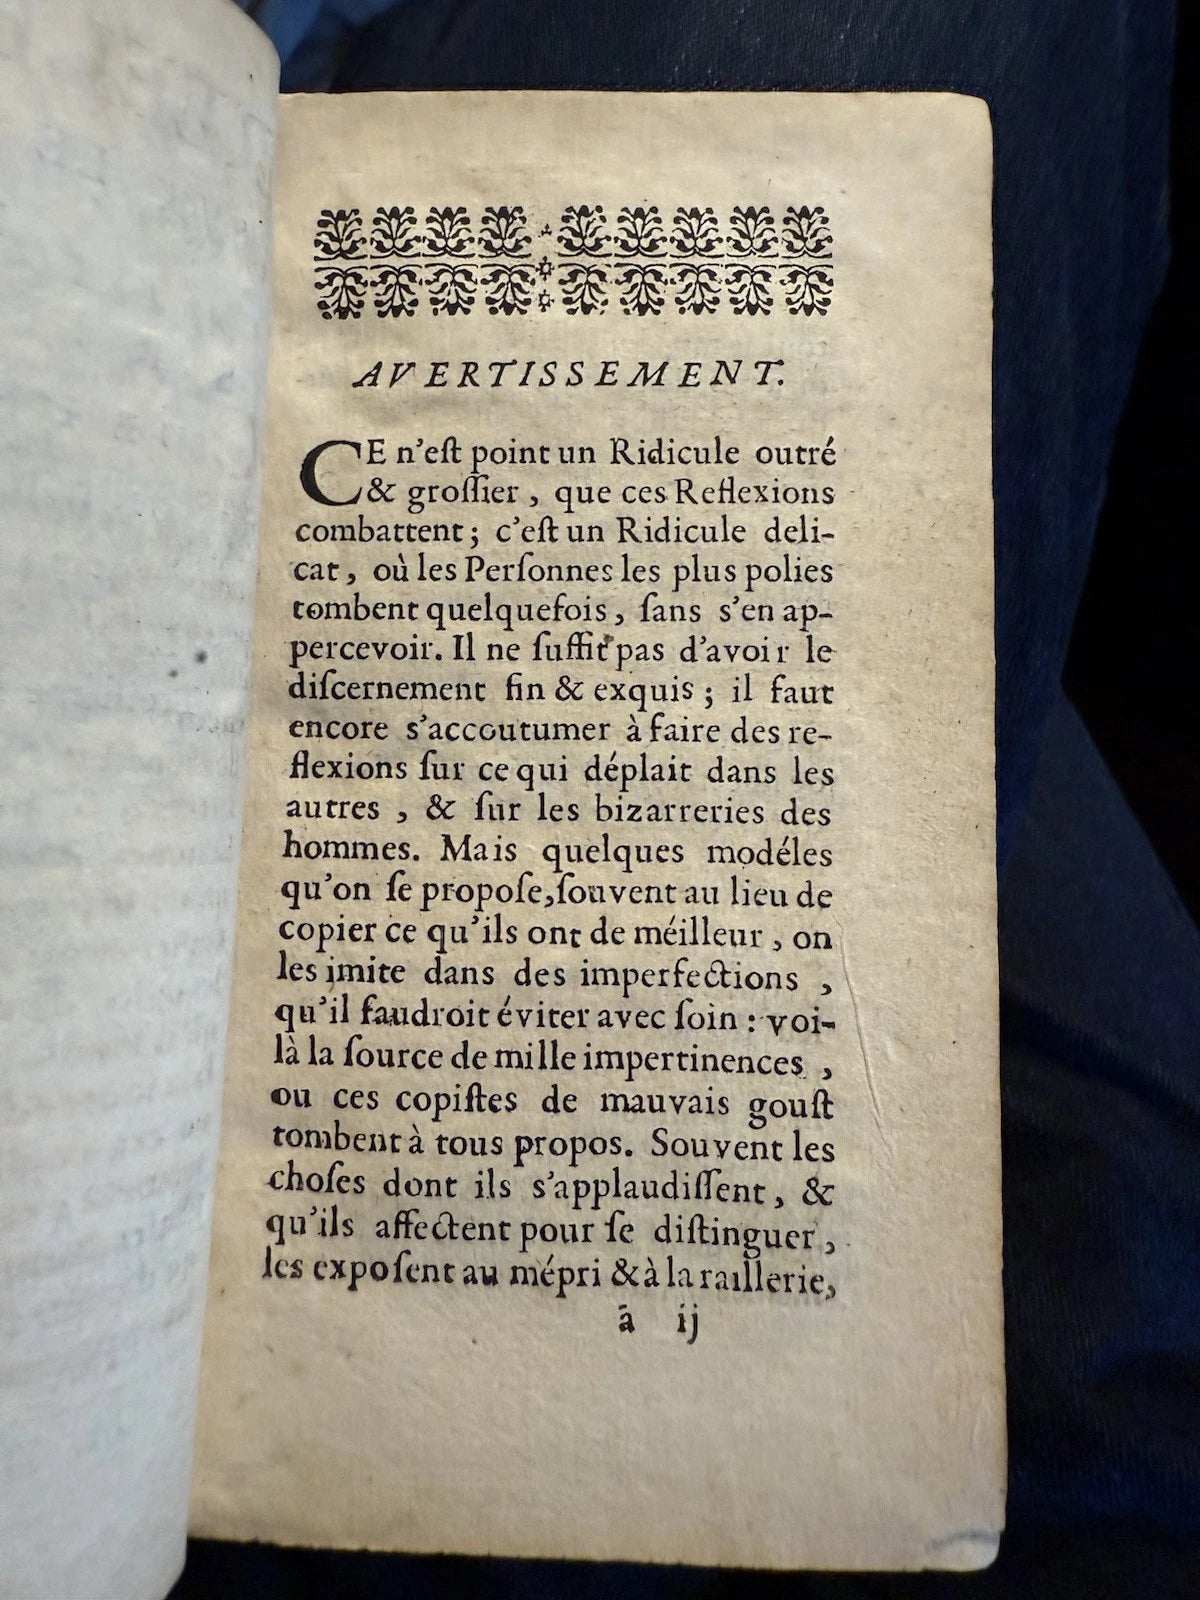 AVERTISSEMENT.
CE n'eſt point un Ridicule outré
& groſſier, que ces Reflexions
combattent; c'eſt un Ridicule deli-
cat, où les Perſonnes les plus polies
tombent quelquefois, ſans s'en ap-
percevoir. Il ne ſuffit pas d'avoir le
diſcernement fin & exquis; il faut
encore s'accoutumer à faire des re-
flexions ſur ce qui déplait dans les
autres, & ſur les bizarreries des
hommes. Mais quelques modéles
qu'on ſe propoſe, ſouvent au lieu de
copier ce qu'ils ont de méilleur, on
les imite dans des imperfections,
qu'il faudroit éviter avec ſoin: voi-
là la ſource de mille impertinences,
ou ces copiſtes de mauvais gouſt
tombent à tous propos. Souvent les
choſes dont ils s'applaudiſſent, &
qu'ils affectent pour ſe diſtinguer,
les expoſent au mépri & à la raillerie,
ā ij